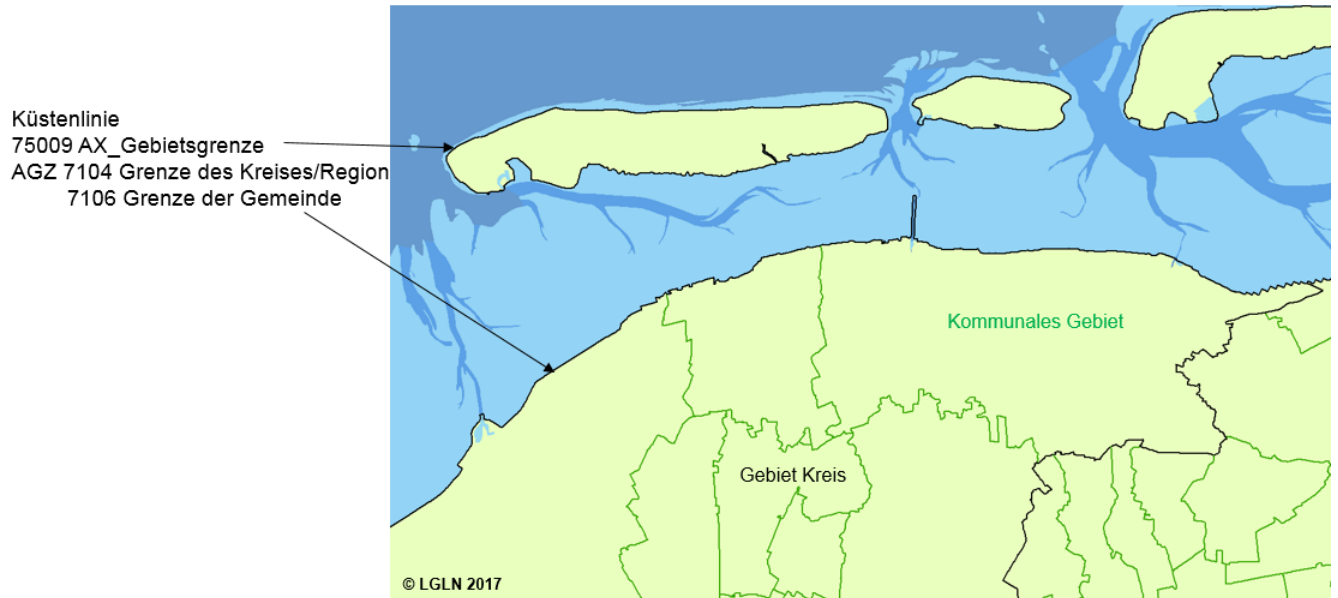 Küstenlinie
75009 AX_Gebietsgrenze
AGZ 7104 Grenze des Kreises/Region
7106 Grenze der Gemeinde
Kommunales Gebiet
Gebiet Kreis
© LGLN 2017